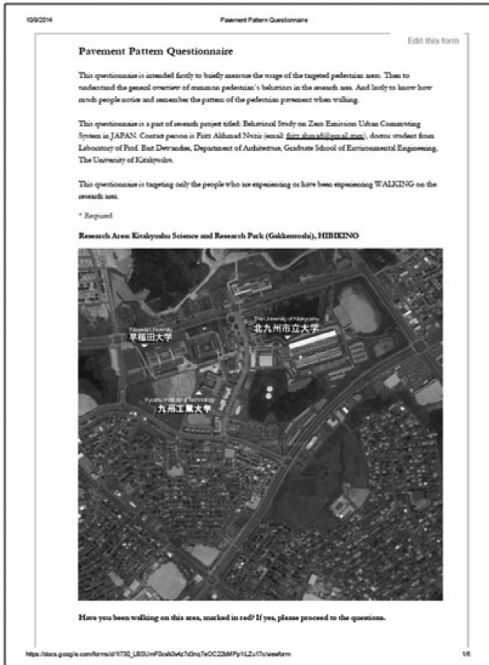 10/9/2014 Pavement Pattern Questionnaire
Edit this form
Pavement Pattern Questionnaire
This questionnaire is intended firstly to briefly measure the usage of the targeted pedestrian areas. Then to
understand the general overview of common pedestrian's behaviors in the research area. And lastly to know how
much people notice and remember the pattern of the pedestrian pavement when walking.
This questionnaire is a part of research project titled: Behavioral Study on Zero Emission Urban Commuting
System in JAPAN. Contact person is Fritz Akhmad Nuzir (email: fritz.akhmad@gmail.com), doctor student from
Laboratory of Prof. Bart Dewancker, Department of Architecture, Graduate School of Environmental Engineering,
The University of Kitakyushu.
This questionnaire is targeting only the people who are experiencing or have been experiencing WALKING on the
research area.
* Required
Research Area: Kitakyushu Science and Research Park (Gakkentoshi), HIBIKINO
The University of Kitakyushu
北九州市立大学
Waseda University
早稲田大学
Kyushu Institute of Technology
九州工業大学
Have you been walking on this area, marked in red? If yes, please proceed to the questions.
1/6